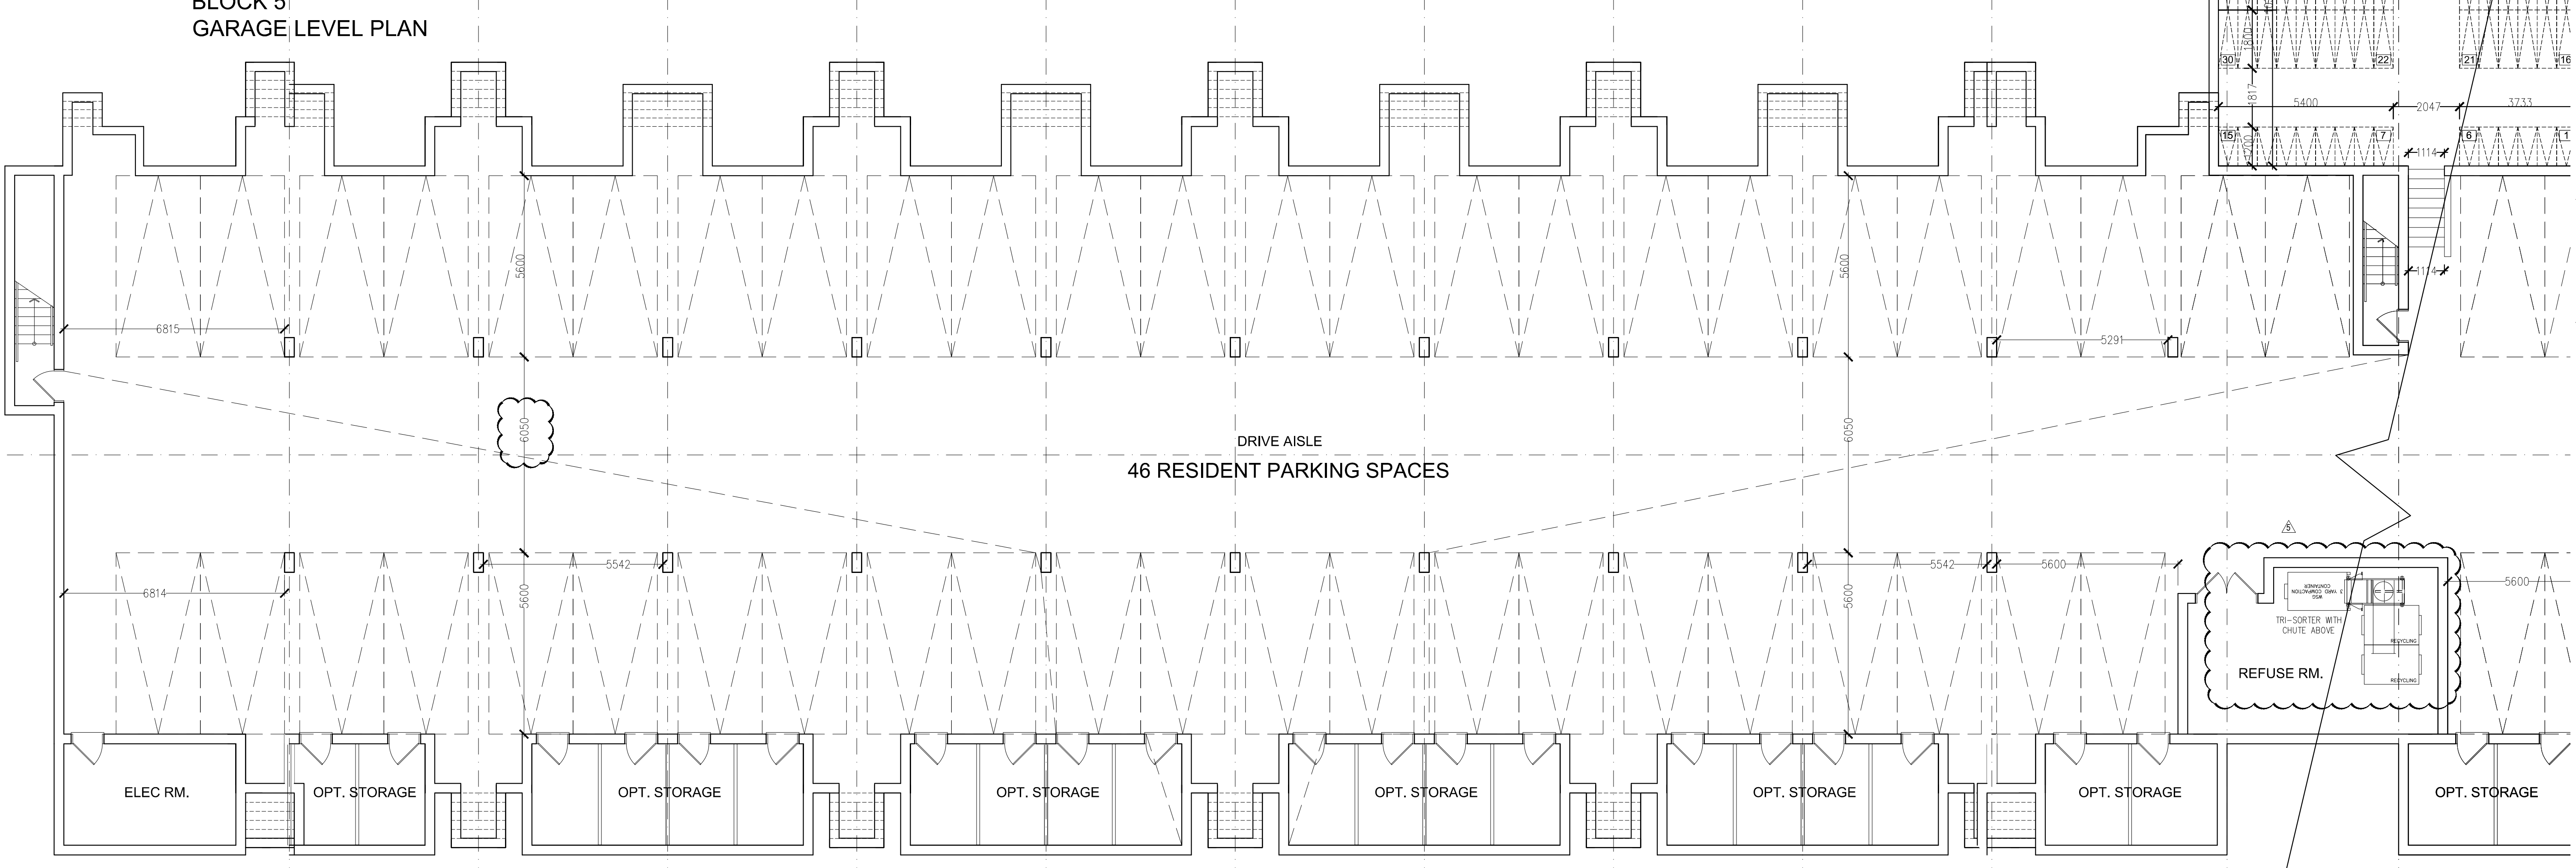 BLOCK 5
GARAGE LEVEL PLAN
1800
30
22
21
16
1817
5400
2047
3733
15
7
6
1
1200
1114
5600
5600
1114
6815
5291
6050
6050
DRIVE AISLE
46 RESIDENT PARKING SPACES
5
5542
5542
5600
5600
6814
5600
5600
WSG
3 YARD COMPACTION
CONTAINER
TRI-SORTER WITH
CHUTE ABOVE
RECYCLING
REFUSE RM.
RECYCLING
ELEC RM.
OPT. STORAGE
OPT. STORAGE
OPT. STORAGE
OPT. STORAGE
OPT. STORAGE
OPT. STORAGE
OPT. STORAGE